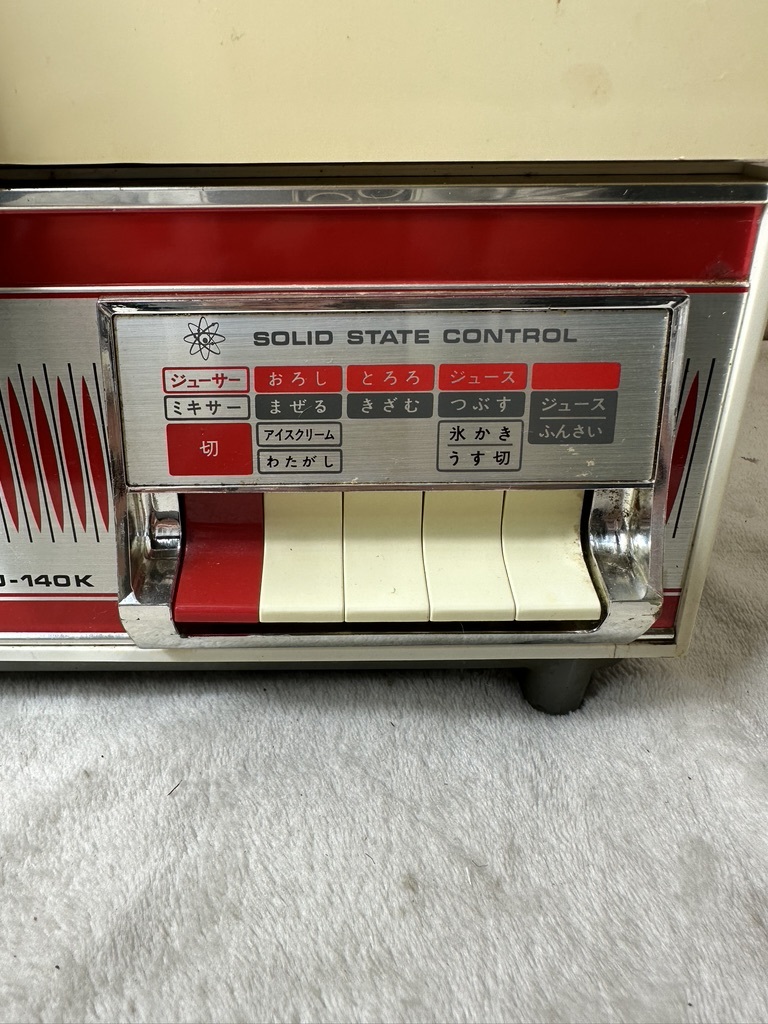 SOLID STATE CONTROL
ジューサー おろし とろろ ジュース
ミキサー まぜる きざむ つぶす ジュース
切 アイスクリーム 氷かき ふんさい
わたがし うす切
-140K